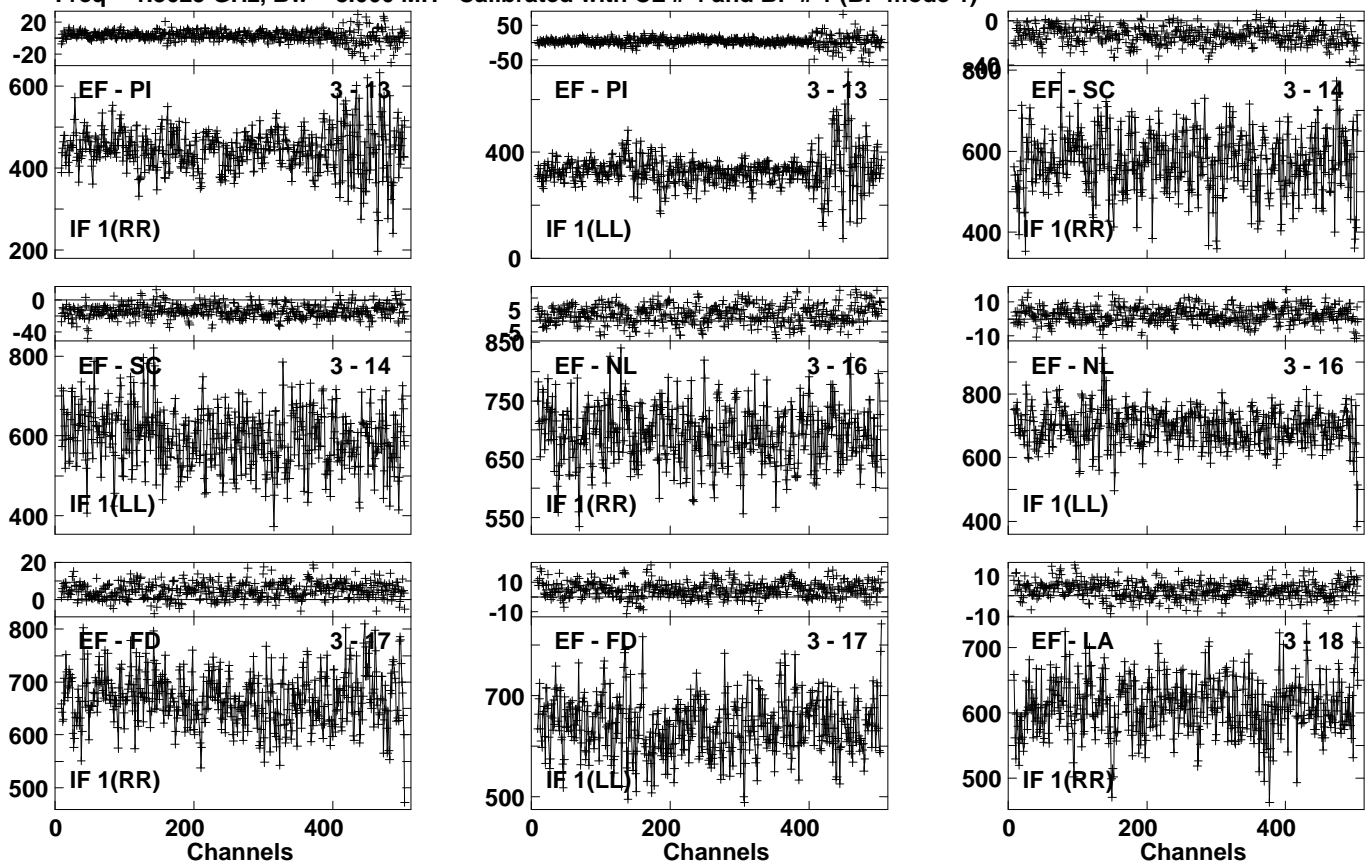 20
-20
600
400
200
EF - PI
3 - 13
IF 1(RR)
50
-50
400
0
EF - PI
3 - 13
IF 1(LL)
0
-40
800
600
400
EF - SC
3 - 14
IF 1(RR)
0
-40
800
600
400
EF - SC
3 - 14
IF 1(LL)
5
-5
850
750
650
550
EF - NL
3 - 16
IF 1(RR)
10
-10
800
600
400
EF - NL
3 - 16
IF 1(LL)
20
0
800
700
600
500
EF - FD
3 - 17
IF 1(RR)
0 200 400
Channels
10
-10
700
500
EF - FD
3 - 17
IF 1(LL)
0 200 400
Channels
10
-10
700
600
500
EF - LA
3 - 18
IF 1(RR)
0 200 400
Channels